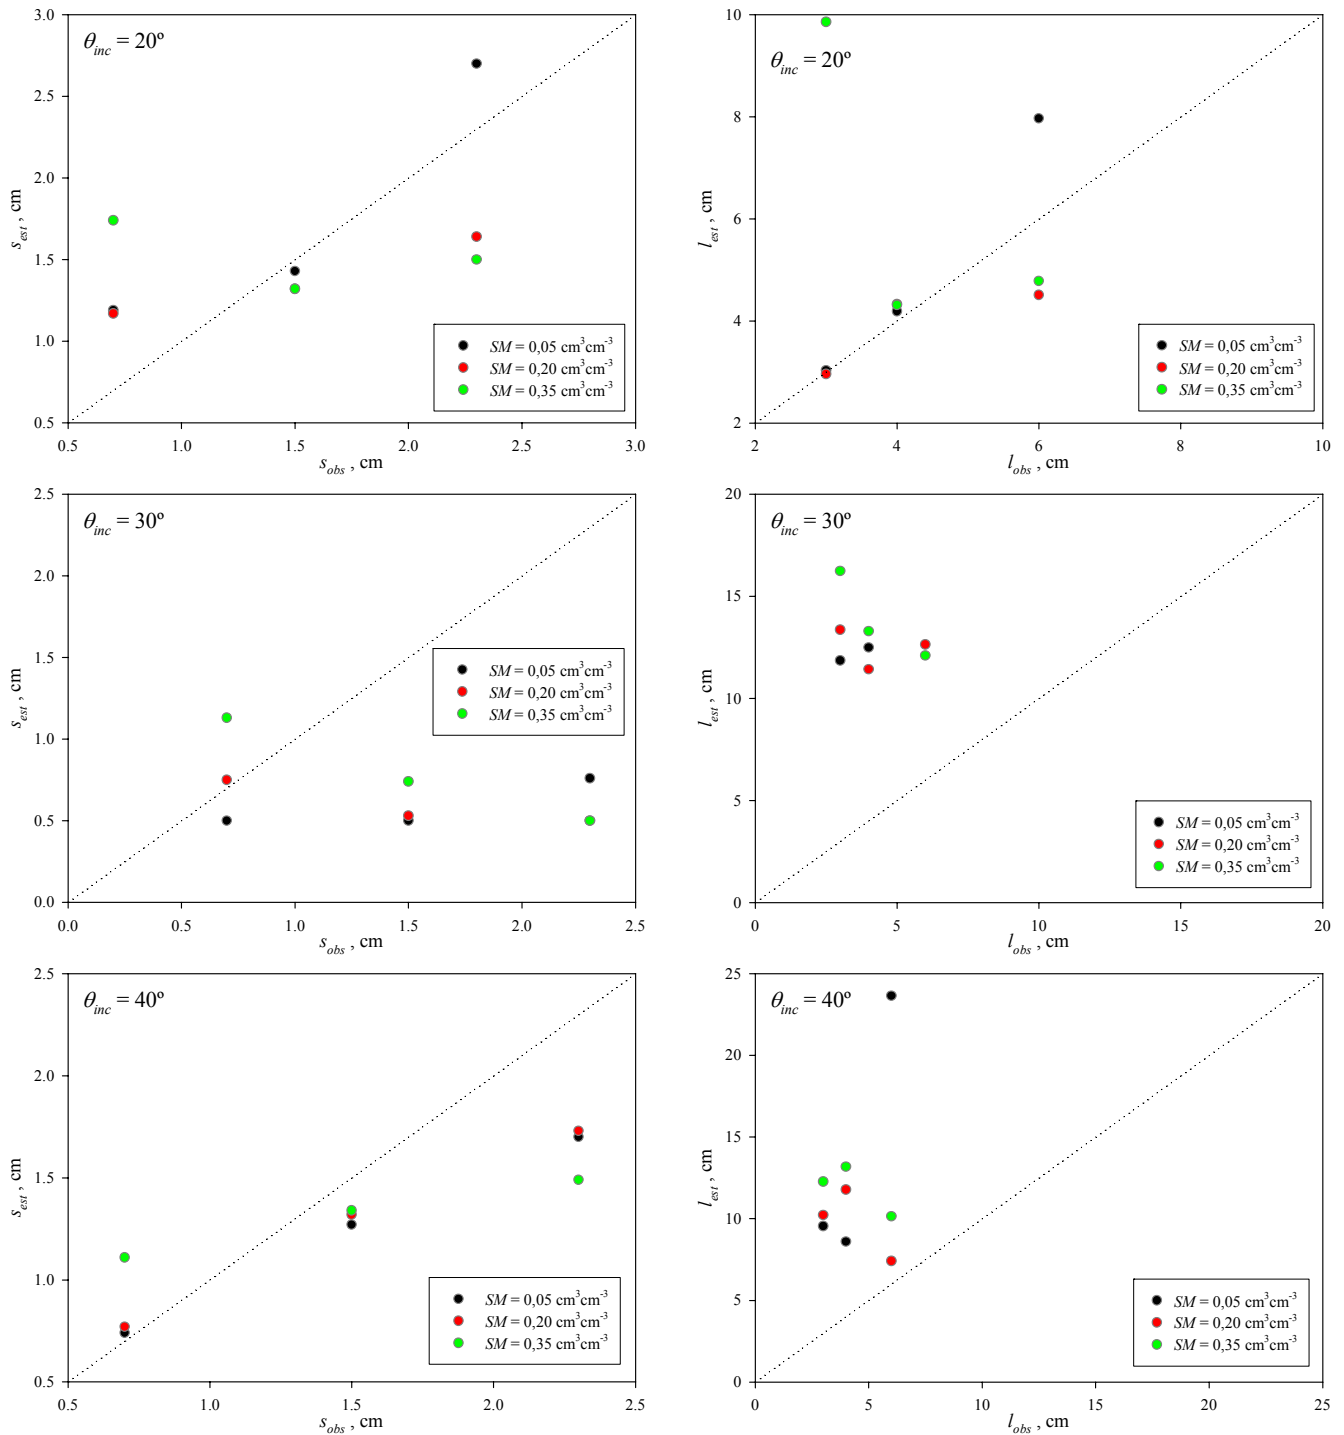 θinc = 20º
3.0
2.5
2.0
1.5
1.0
0.5
sest , cm
SM = 0,05 cm³cm⁻³
SM = 0,20 cm³cm⁻³
SM = 0,35 cm³cm⁻³
0.5 1.0 1.5 2.0 2.5 3.0
sobs , cm
θinc = 20º
10
8
6
4
2
lest , cm
SM = 0,05 cm³cm⁻³
SM = 0,20 cm³cm⁻³
SM = 0,35 cm³cm⁻³
2 4 6 8 10
lobs , cm
θinc = 30º
2.5
2.0
1.5
1.0
0.5
0.0
sest , cm
SM = 0,05 cm³cm⁻³
SM = 0,20 cm³cm⁻³
SM = 0,35 cm³cm⁻³
0.0 0.5 1.0 1.5 2.0 2.5
sobs , cm
θinc = 30º
20
15
10
5
0
lest , cm
SM = 0,05 cm³cm⁻³
SM = 0,20 cm³cm⁻³
SM = 0,35 cm³cm⁻³
0 5 10 15 20
lobs , cm
θinc = 40º
2.5
2.0
1.5
1.0
0.5
sest , cm
SM = 0,05 cm³cm⁻³
SM = 0,20 cm³cm⁻³
SM = 0,35 cm³cm⁻³
0.5 1.0 1.5 2.0 2.5
sobs , cm
θinc = 40º
25
20
15
10
5
0
lest , cm
SM = 0,05 cm³cm⁻³
SM = 0,20 cm³cm⁻³
SM = 0,35 cm³cm⁻³
0 5 10 15 20 25
lobs , cm